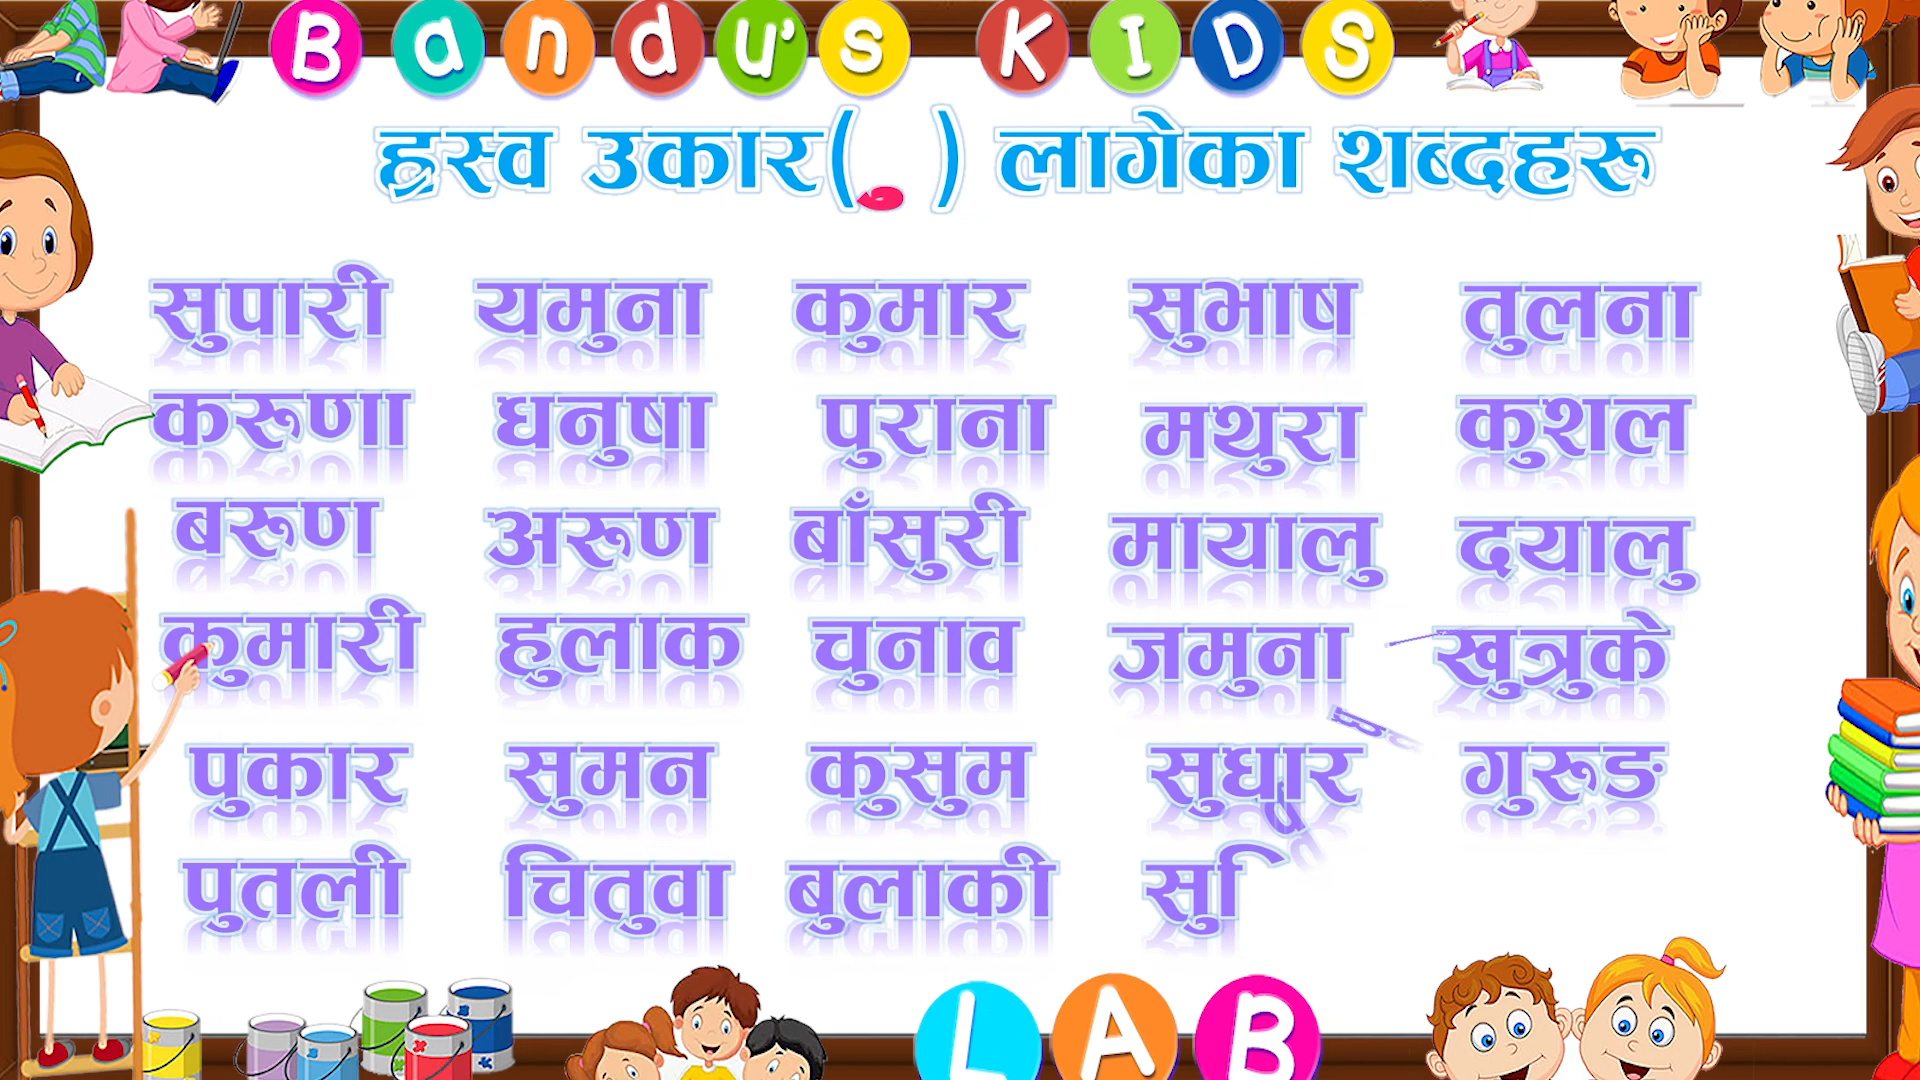 Bandu's KIDS
ह्रस्व उकार( ु ) लागेका शब्दहरू
सुपारी यमुना कुमार सुभाष तुलना
करूणा धनुषा पुराना मथुरा कुशल
बरूण अरूण बाँसुरी मायालु दयालु
कुमारी हुलाक चुनाव जमुना खुत्रुके
पुकार सुमन कुसुम सुधार गुरूङ
पुतली चितुवा बुलाकी
LAB